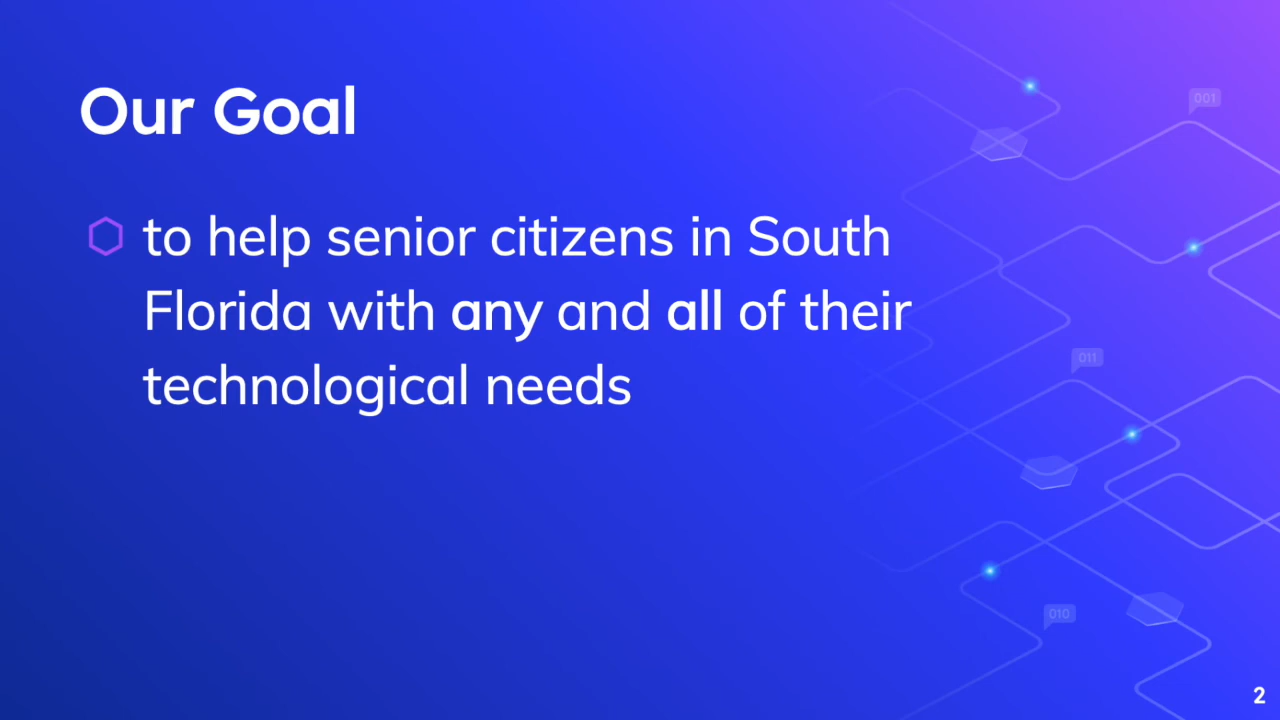 Our Goal
to help senior citizens in South
Florida with any and all of their
technological needs
001
011
010
2